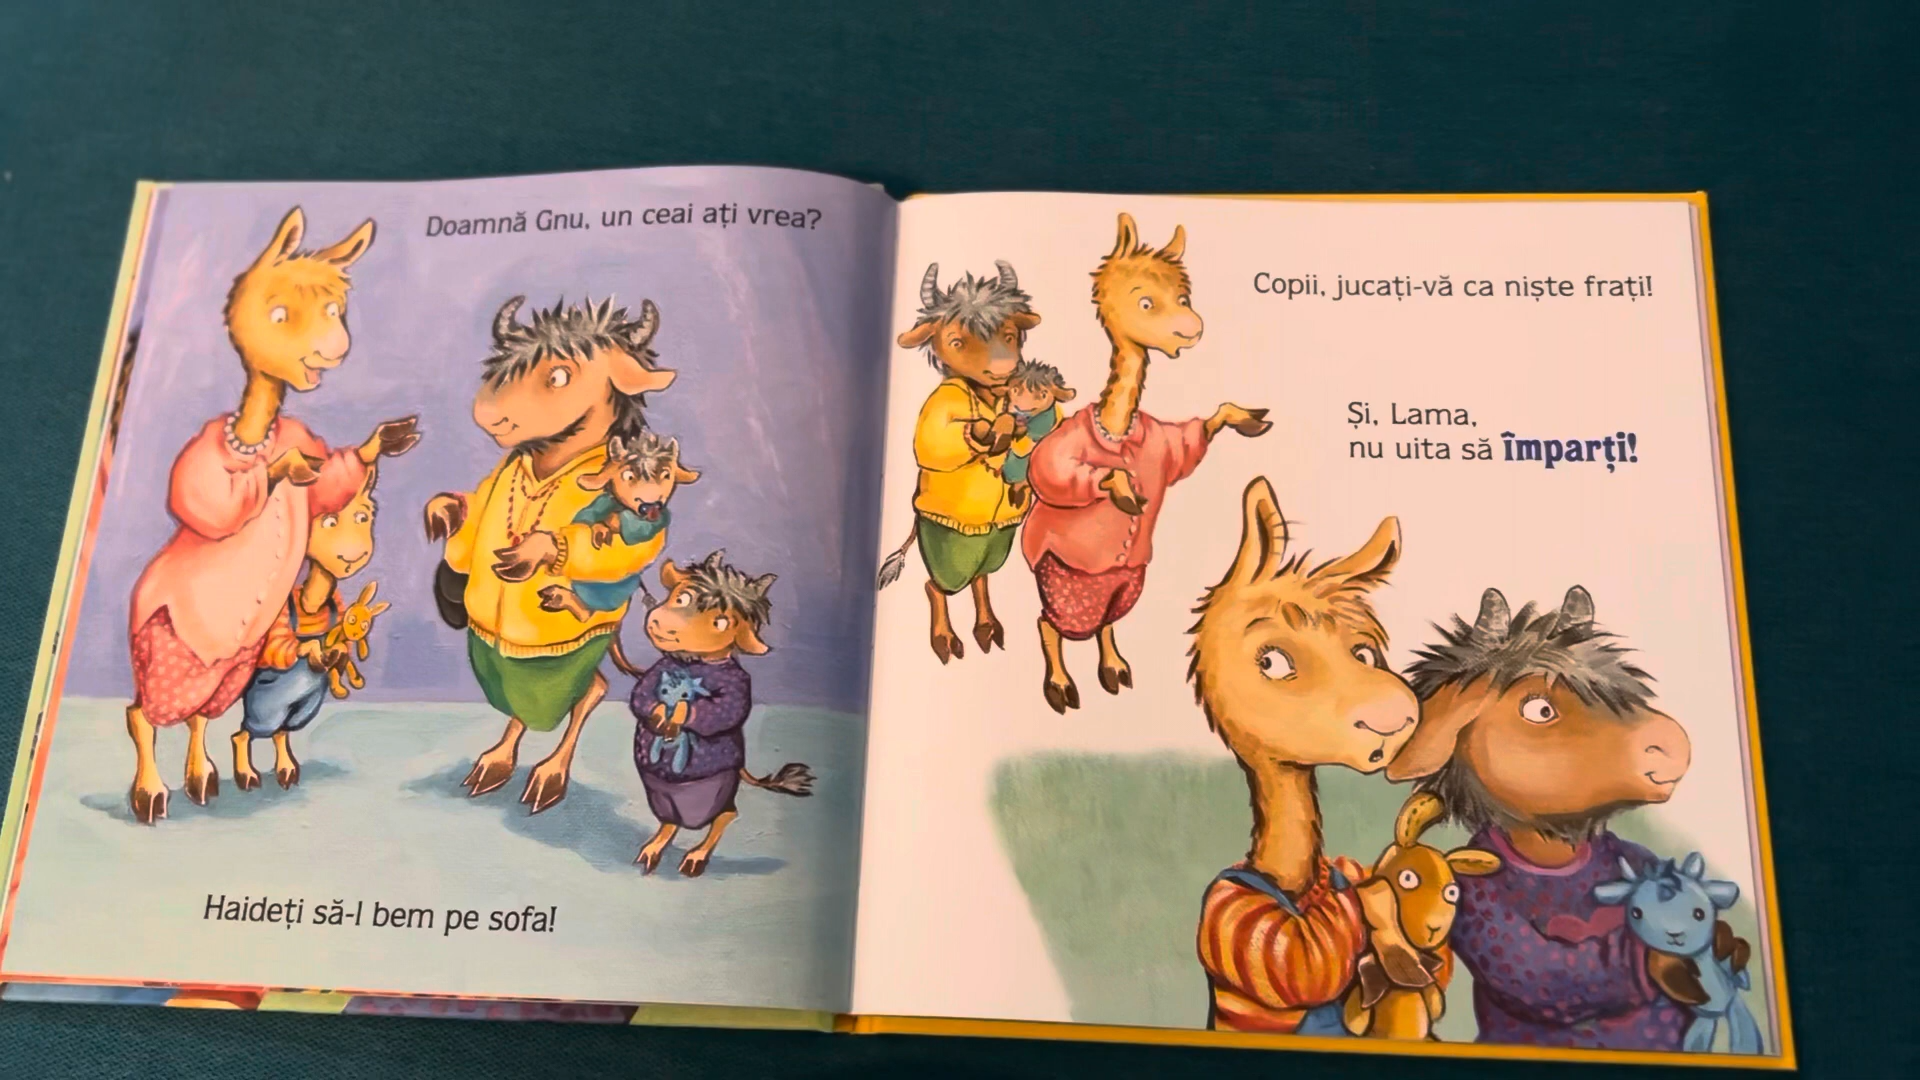 Doamnă Gnu, un ceai ați vrea?
Haideți să-l bem pe sofa!
Copii, jucați-vă ca niște frați!
Și, Lama,
nu uita să împarți!